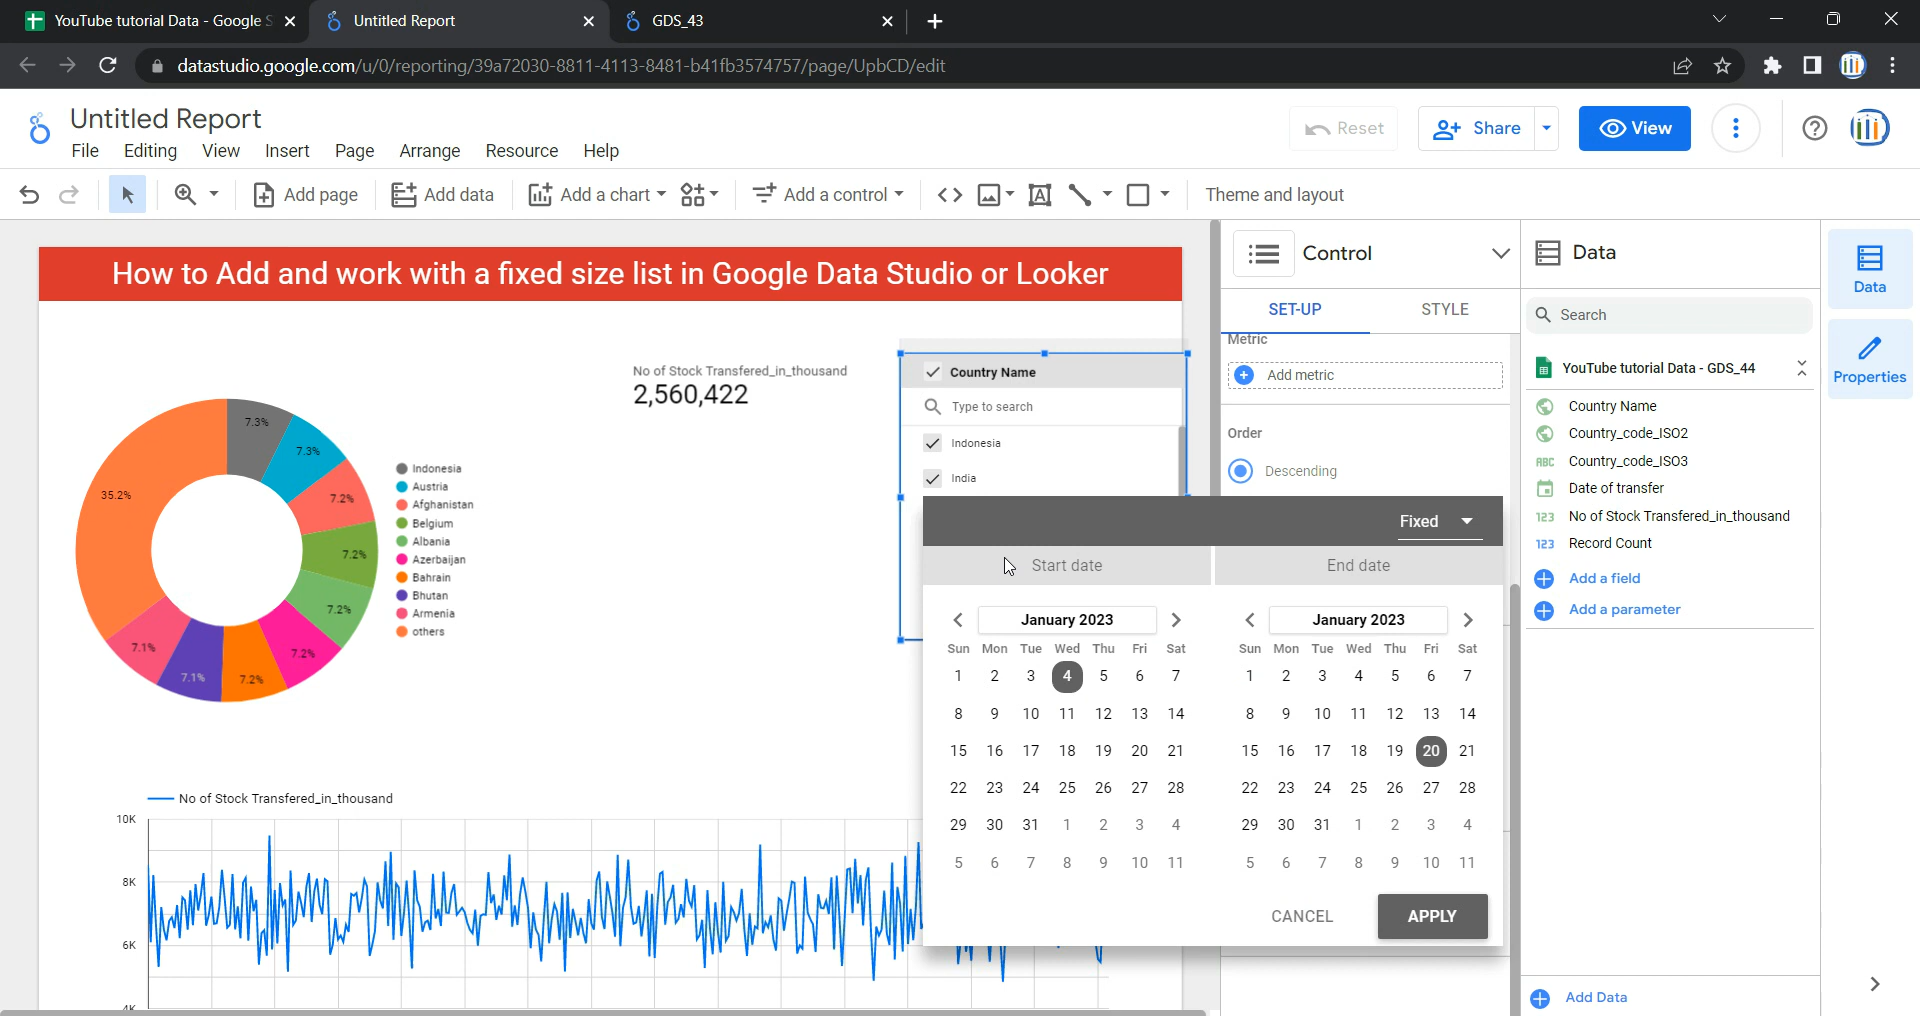 YouTube tutorial Data - Google S
Untitled Report
GDS_43
datastudio.google.com/u/0/reporting/39a72030-8811-4113-8481-b41fb3574757/page/UpbCD/edit
Untitled Report
File Editing View Insert Page Arrange Resource Help
Reset
Share
View
Add page
Add data
Add a chart
Add a control
Theme and layout
How to Add and work with a fixed size list in Google Data Studio or Looker
No of Stock Transfered_in_thousand
2,560,422
Country Name
Type to search
Indonesia
India
7.3%
7.3%
7.2%
7.2%
7.2%
7.2%
7.2%
7.1%
7.1%
35.2%
Indonesia
Austria
Afghanistan
Belgium
Albania
Azerbaijan
Bahrain
Bhutan
Armenia
others
No of Stock Transfered_in_thousand
10K
8K
6K
4K
Control
SET-UP STYLE
Metric
Add metric
Order
Descending
Fixed
Start date End date
January 2023 January 2023
Sun Mon Tue Wed Thu Fri Sat Sun Mon Tue Wed Thu Fri Sat
1 2 3 4 5 6 7 1 2 3 4 5 6 7
8 9 10 11 12 13 14 8 9 10 11 12 13 14
15 16 17 18 19 20 21 15 16 17 18 19 20 21
22 23 24 25 26 27 28 22 23 24 25 26 27 28
29 30 31 1 2 3 4 29 30 31 1 2 3 4
5 6 7 8 9 10 11 5 6 7 8 9 10 11
CANCEL APPLY
Data
Search
YouTube tutorial Data - GDS_44
Country Name
Country_code_ISO2
ABC Country_code_ISO3
Date of transfer
123 No of Stock Transfered_in_thousand
123 Record Count
Add a field
Add a parameter
Add Data
Data
Properties